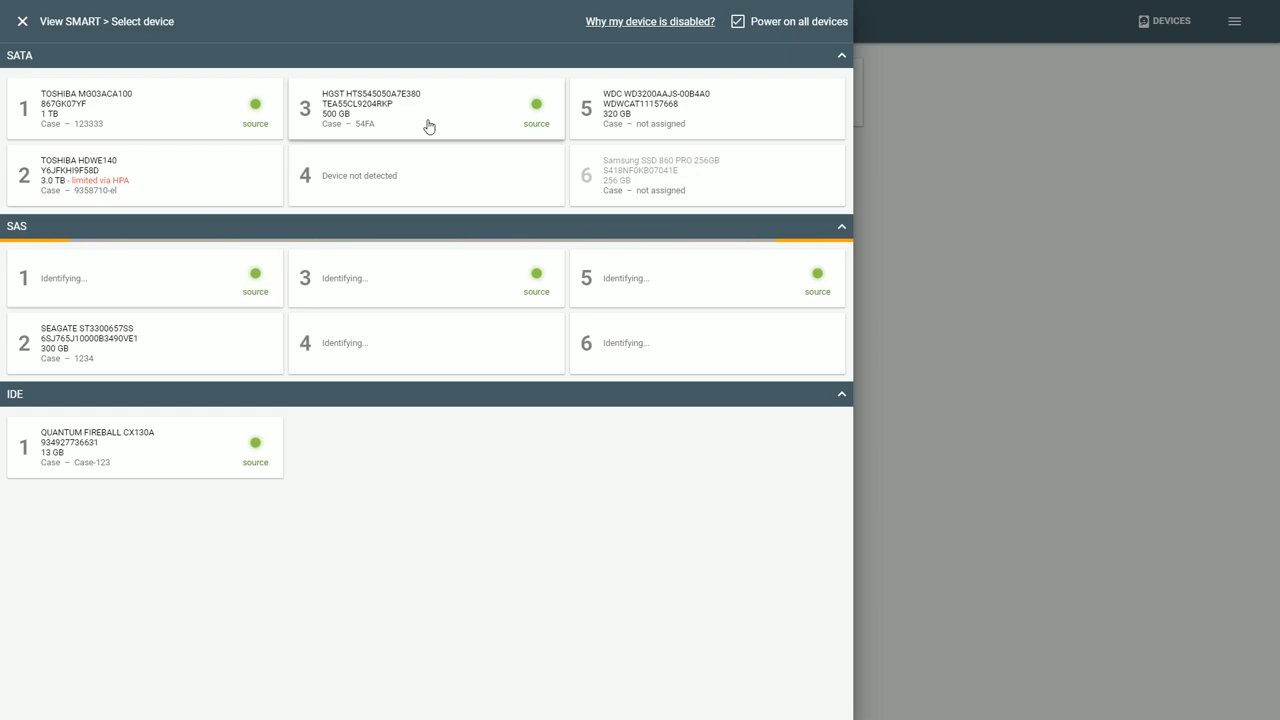 View SMART > Select device
Why my device is disabled?
Power on all devices
DEVICES
SATA
1
TOSHIBA MG03ACA100
867GK07YF
1 TB
Case – 123333
source
3
HGST HTS545050A7E380
TEA55CL9204RKP
500 GB
Case – 54FA
source
5
WDC WD3200AAJS-00B4A0
WDWCAT11157668
320 GB
Case – not assigned
2
TOSHIBA HDWE140
Y6JFKHI9F58D
3.0 TB - limited via HPA
Case – 9358710-el
4
Device not detected
6
Samsung SSD 860 PRO 256GB
S418NF0KB07041E
256 GB
Case – not assigned
SAS
1
Identifying...
source
3
Identifying...
source
5
Identifying...
source
2
SEAGATE ST3300657SS
6SJ765J10000B3490VE1
300 GB
Case – 1234
4
Identifying...
6
Identifying...
IDE
1
QUANTUM FIREBALL CX130A
934927736631
13 GB
Case – Case-123
source